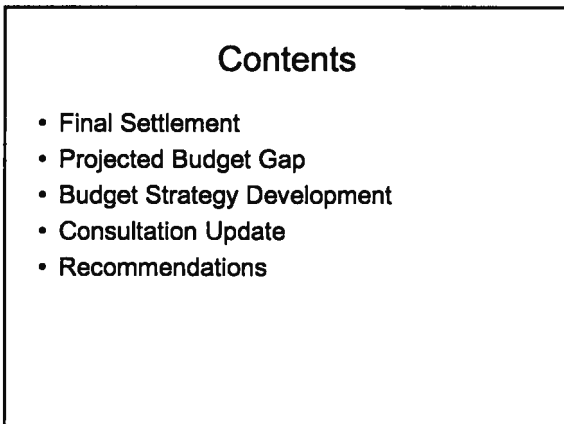 Contents
• Final Settlement
• Projected Budget Gap
• Budget Strategy Development
• Consultation Update
• Recommendations